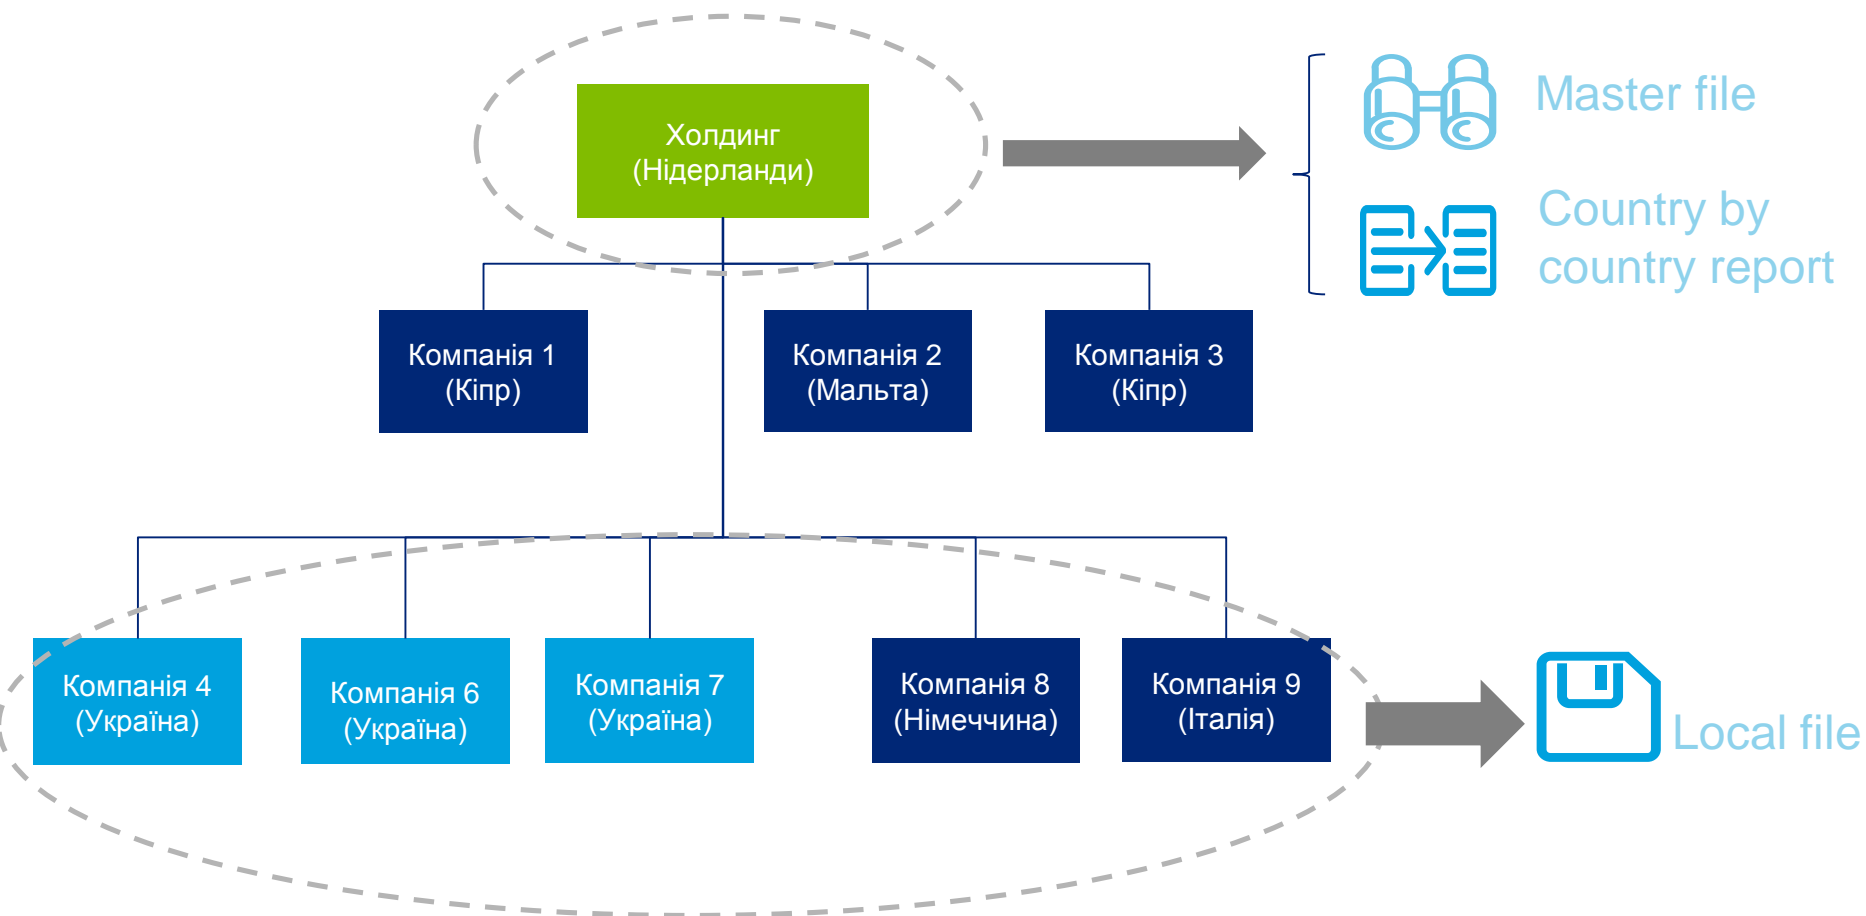 Холдинг
(Нідерланди)
Master file
Country by
country report
Компанія 1
(Кіпр)
Компанія 2
(Мальта)
Компанія 3
(Кіпр)
Компанія 4
(Україна)
Компанія 6
(Україна)
Компанія 7
(Україна)
Компанія 8
(Німеччина)
Компанія 9
(Італія)
Local file